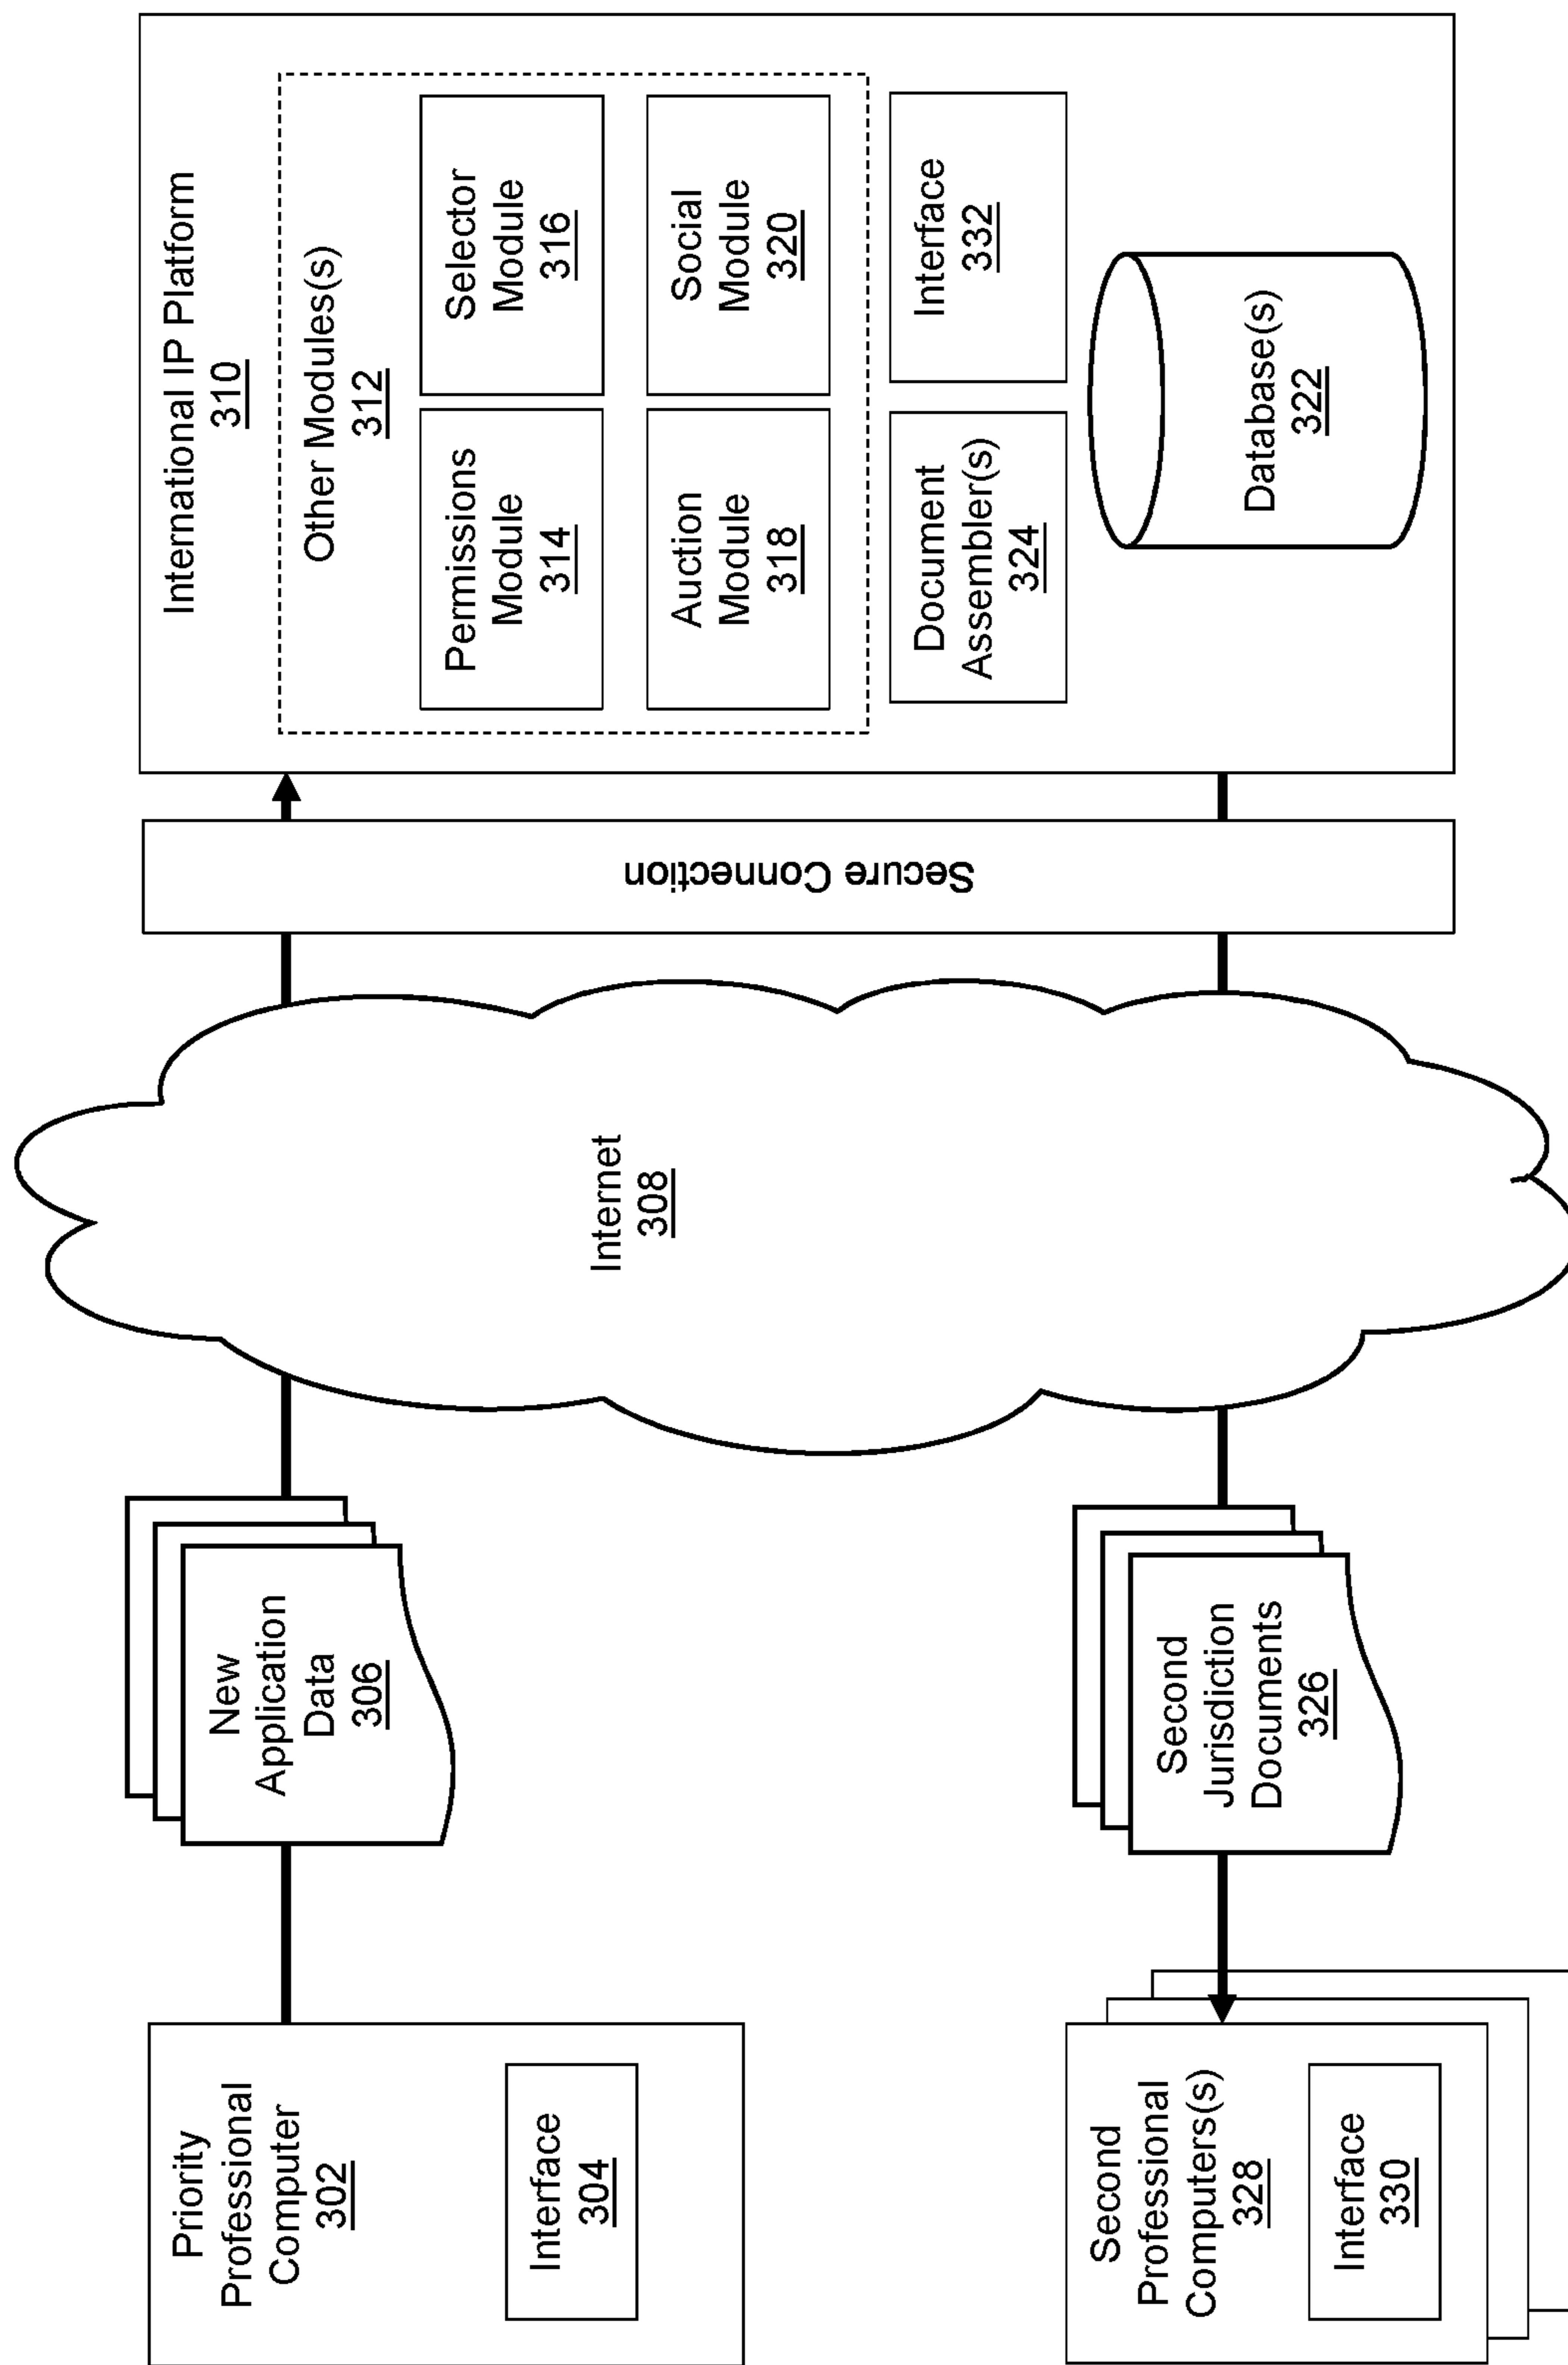 Priority
Professional
Computer
302
Interface
304
New
Application
Data
306
Internet
308
Secure Connection
International IP Platform
310
Other Modules(s)
312
Permissions
Module
314
Selector
Module
316
Auction
Module
318
Social
Module
320
Document
Assembler(s)
324
Interface
332
Database(s)
322
Second
Jurisdiction
Documents
326
Second
Professional
Computers(s)
328
Interface
330